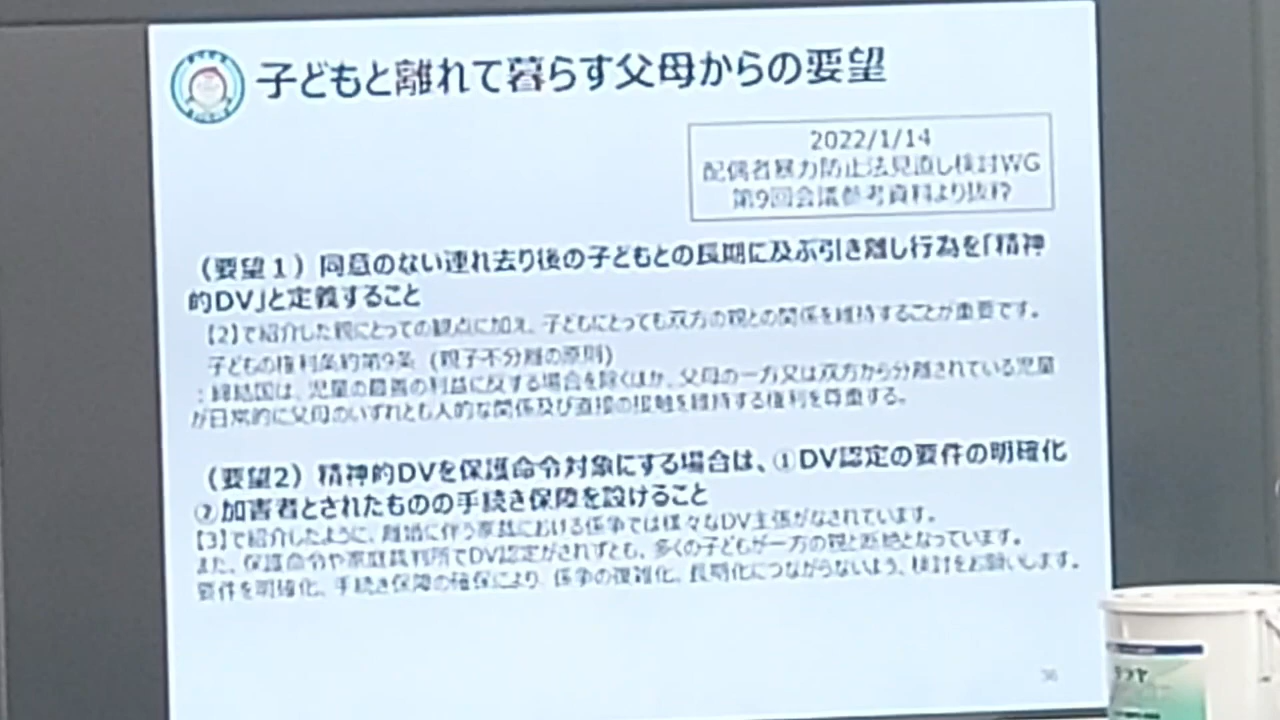 子どもと離れて暮らす父母からの要望
2022/1/14
配偶者暴力防止法見直し検討WG
第9回会議参考資料より抜粋
（要望１）同意のない連れ去り後の子どもとの長期に及ぶ引き離し行為を「精神
的DV」と定義すること
【2】で紹介した親にとっての観点に加え、子どもにとっても双方の親との関係を維持することが重要です。
子どもの権利条約第9条 (親子不分離の原則)
：締結国は、児童の最善の利益に反する場合を除くほか、父母の一方又は双方から分離されている児童
が日常的に父母のいずれとも人的な関係及び直接の接触を維持する権利を尊重する。
（要望2）精神的DVを保護命令対象にする場合は、①DV認定の要件の明確化
②加害者とされたものの手続き保障を設けること
【3】で紹介したように、離婚に伴う家裁における係争では様々なDV主張がなされています。
また、保護命令や家庭裁判所でDV認定がされずとも、多くの子どもが一方の親と断絶となっています。
要件を明確化、手続き保障の確保により 係争の複雑化、長期化につながらないよう、検討をお願いします。